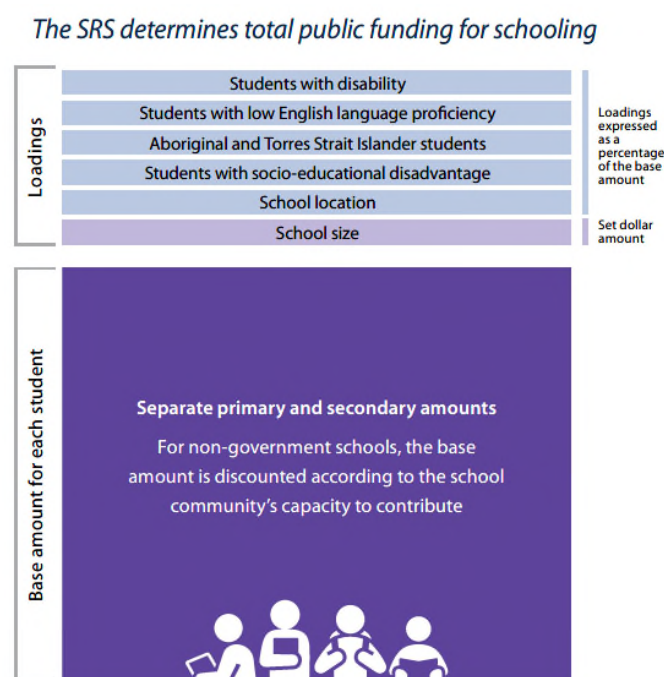 The SRS determines total public funding for schooling
Loadings
Students with disability
Students with low English language proficiency
Aboriginal and Torres Strait Islander students
Students with socio-educational disadvantage
School location
School size
Loadings
expressed
as a
percentage
of the base
amount
Set dollar
amount
Base amount for each student
Separate primary and secondary amounts
For non-government schools, the base
amount is discounted according to the school
community’s capacity to contribute